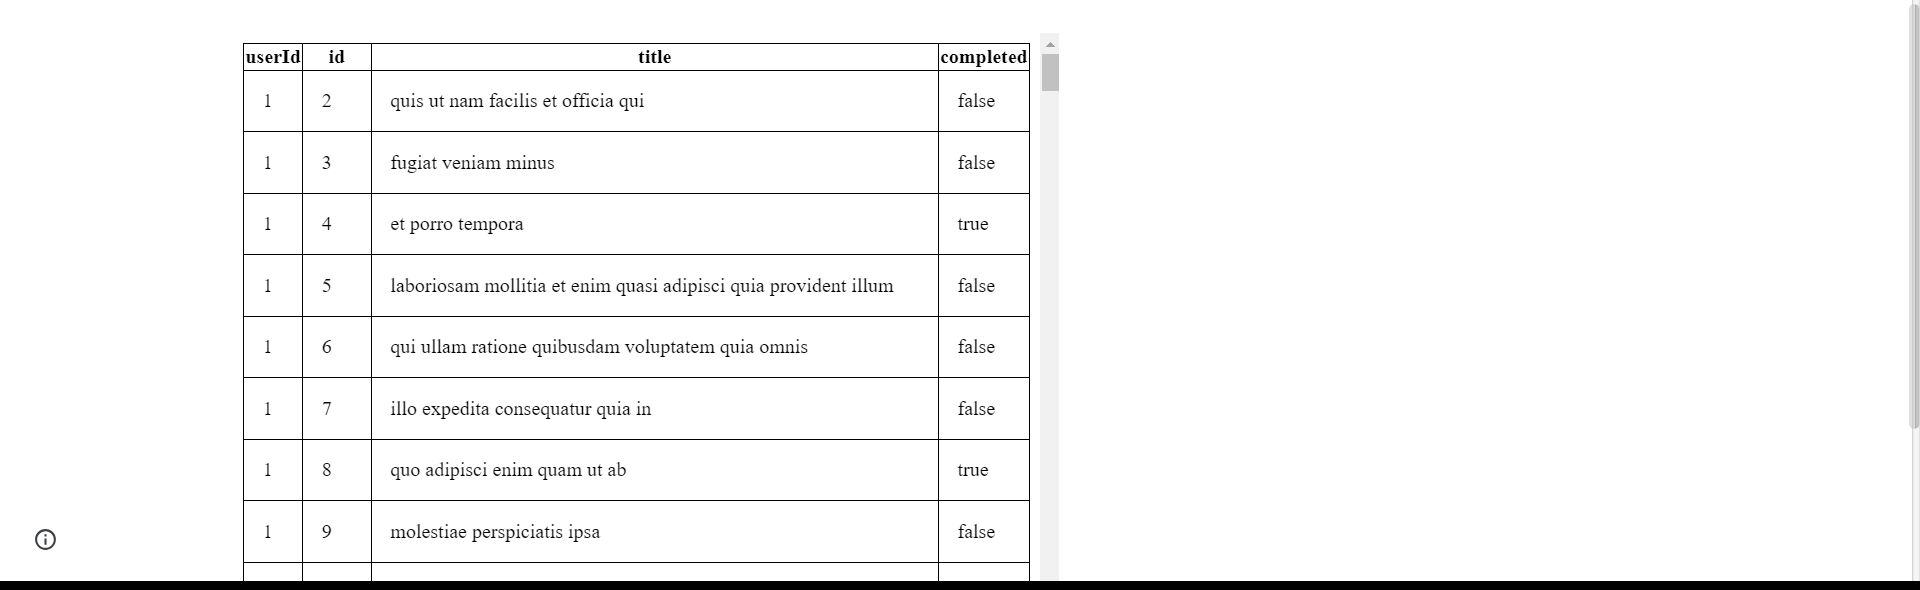 userId id title completed
1 2 quis ut nam facilis et officia qui false
1 3 fugiat veniam minus false
1 4 et porro tempora true
1 5 laboriosam mollitia et enim quasi adipisci quia provident illum false
1 6 qui ullam ratione quibusdam voluptatem quia omnis false
1 7 illo expedita consequatur quia in false
1 8 quo adipisci enim quam ut ab true
1 9 molestiae perspiciatis ipsa false